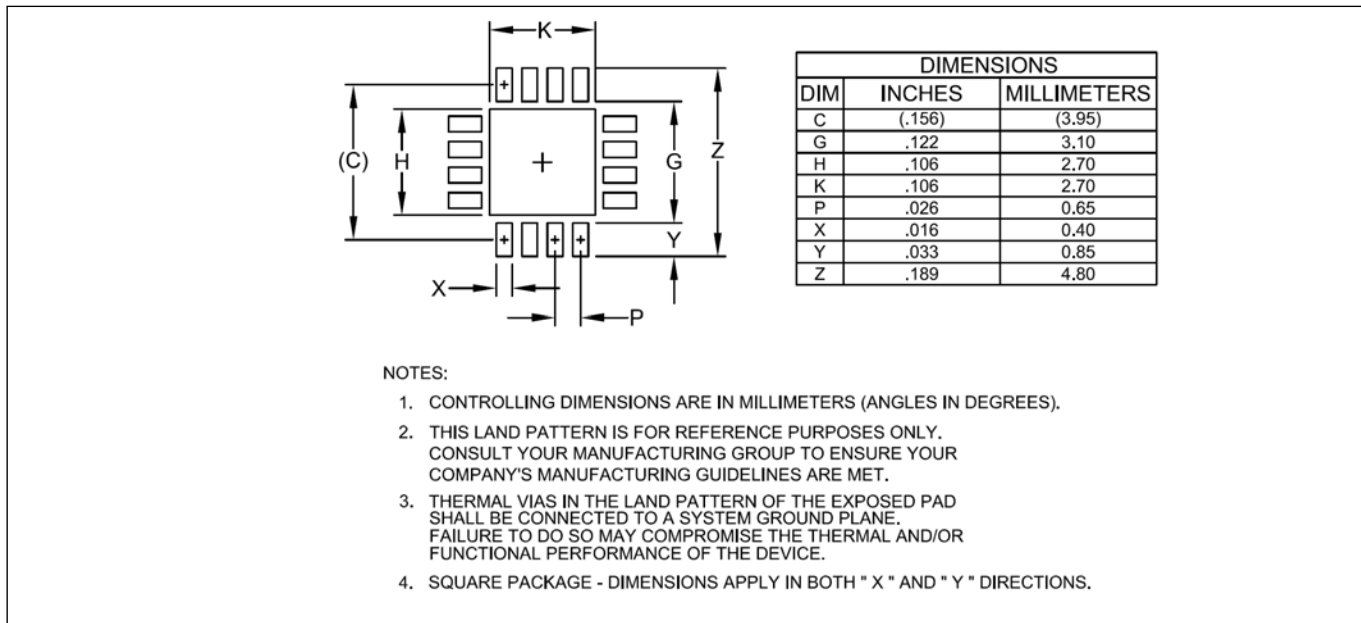 K
(C)
H
G
Z
Y
X
P
DIMENSIONS
DIM INCHES MILLIMETERS
C (.156) (3.95)
G .122 3.10
H .106 2.70
K .106 2.70
P .026 0.65
X .016 0.40
Y .033 0.85
Z .189 4.80
NOTES:
1. CONTROLLING DIMENSIONS ARE IN MILLIMETERS (ANGLES IN DEGREES).
2. THIS LAND PATTERN IS FOR REFERENCE PURPOSES ONLY.
CONSULT YOUR MANUFACTURING GROUP TO ENSURE YOUR
COMPANY'S MANUFACTURING GUIDELINES ARE MET.
3. THERMAL VIAS IN THE LAND PATTERN OF THE EXPOSED PAD
SHALL BE CONNECTED TO A SYSTEM GROUND PLANE.
FAILURE TO DO SO MAY COMPROMISE THE THERMAL AND/OR
FUNCTIONAL PERFORMANCE OF THE DEVICE.
4. SQUARE PACKAGE - DIMENSIONS APPLY IN BOTH " X " AND " Y " DIRECTIONS.